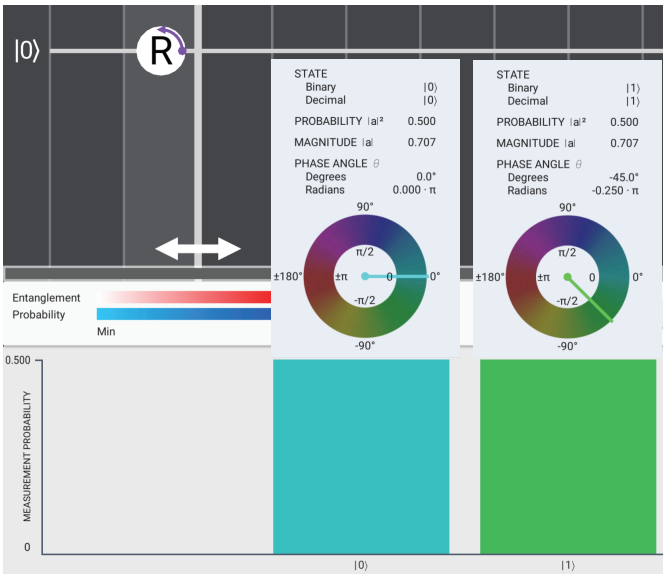 |0⟩
R
STATE
Binary |0⟩
Decimal |0⟩
PROBABILITY |a|² 0.500
MAGNITUDE |a| 0.707
PHASE ANGLE θ
Degrees 0.0°
Radians 0.000 · π
90°
π/2
±180° ±π 0 0°
-π/2
-90°
STATE
Binary |1⟩
Decimal |1⟩
PROBABILITY |a|² 0.500
MAGNITUDE |a| 0.707
PHASE ANGLE θ
Degrees -45.0°
Radians -0.250 · π
90°
π/2
±180° ±π 0 0°
-π/2
-90°
Entanglement
Probability
Min
0.500
MEASUREMENT PROBABILITY
0
|0⟩ |1⟩